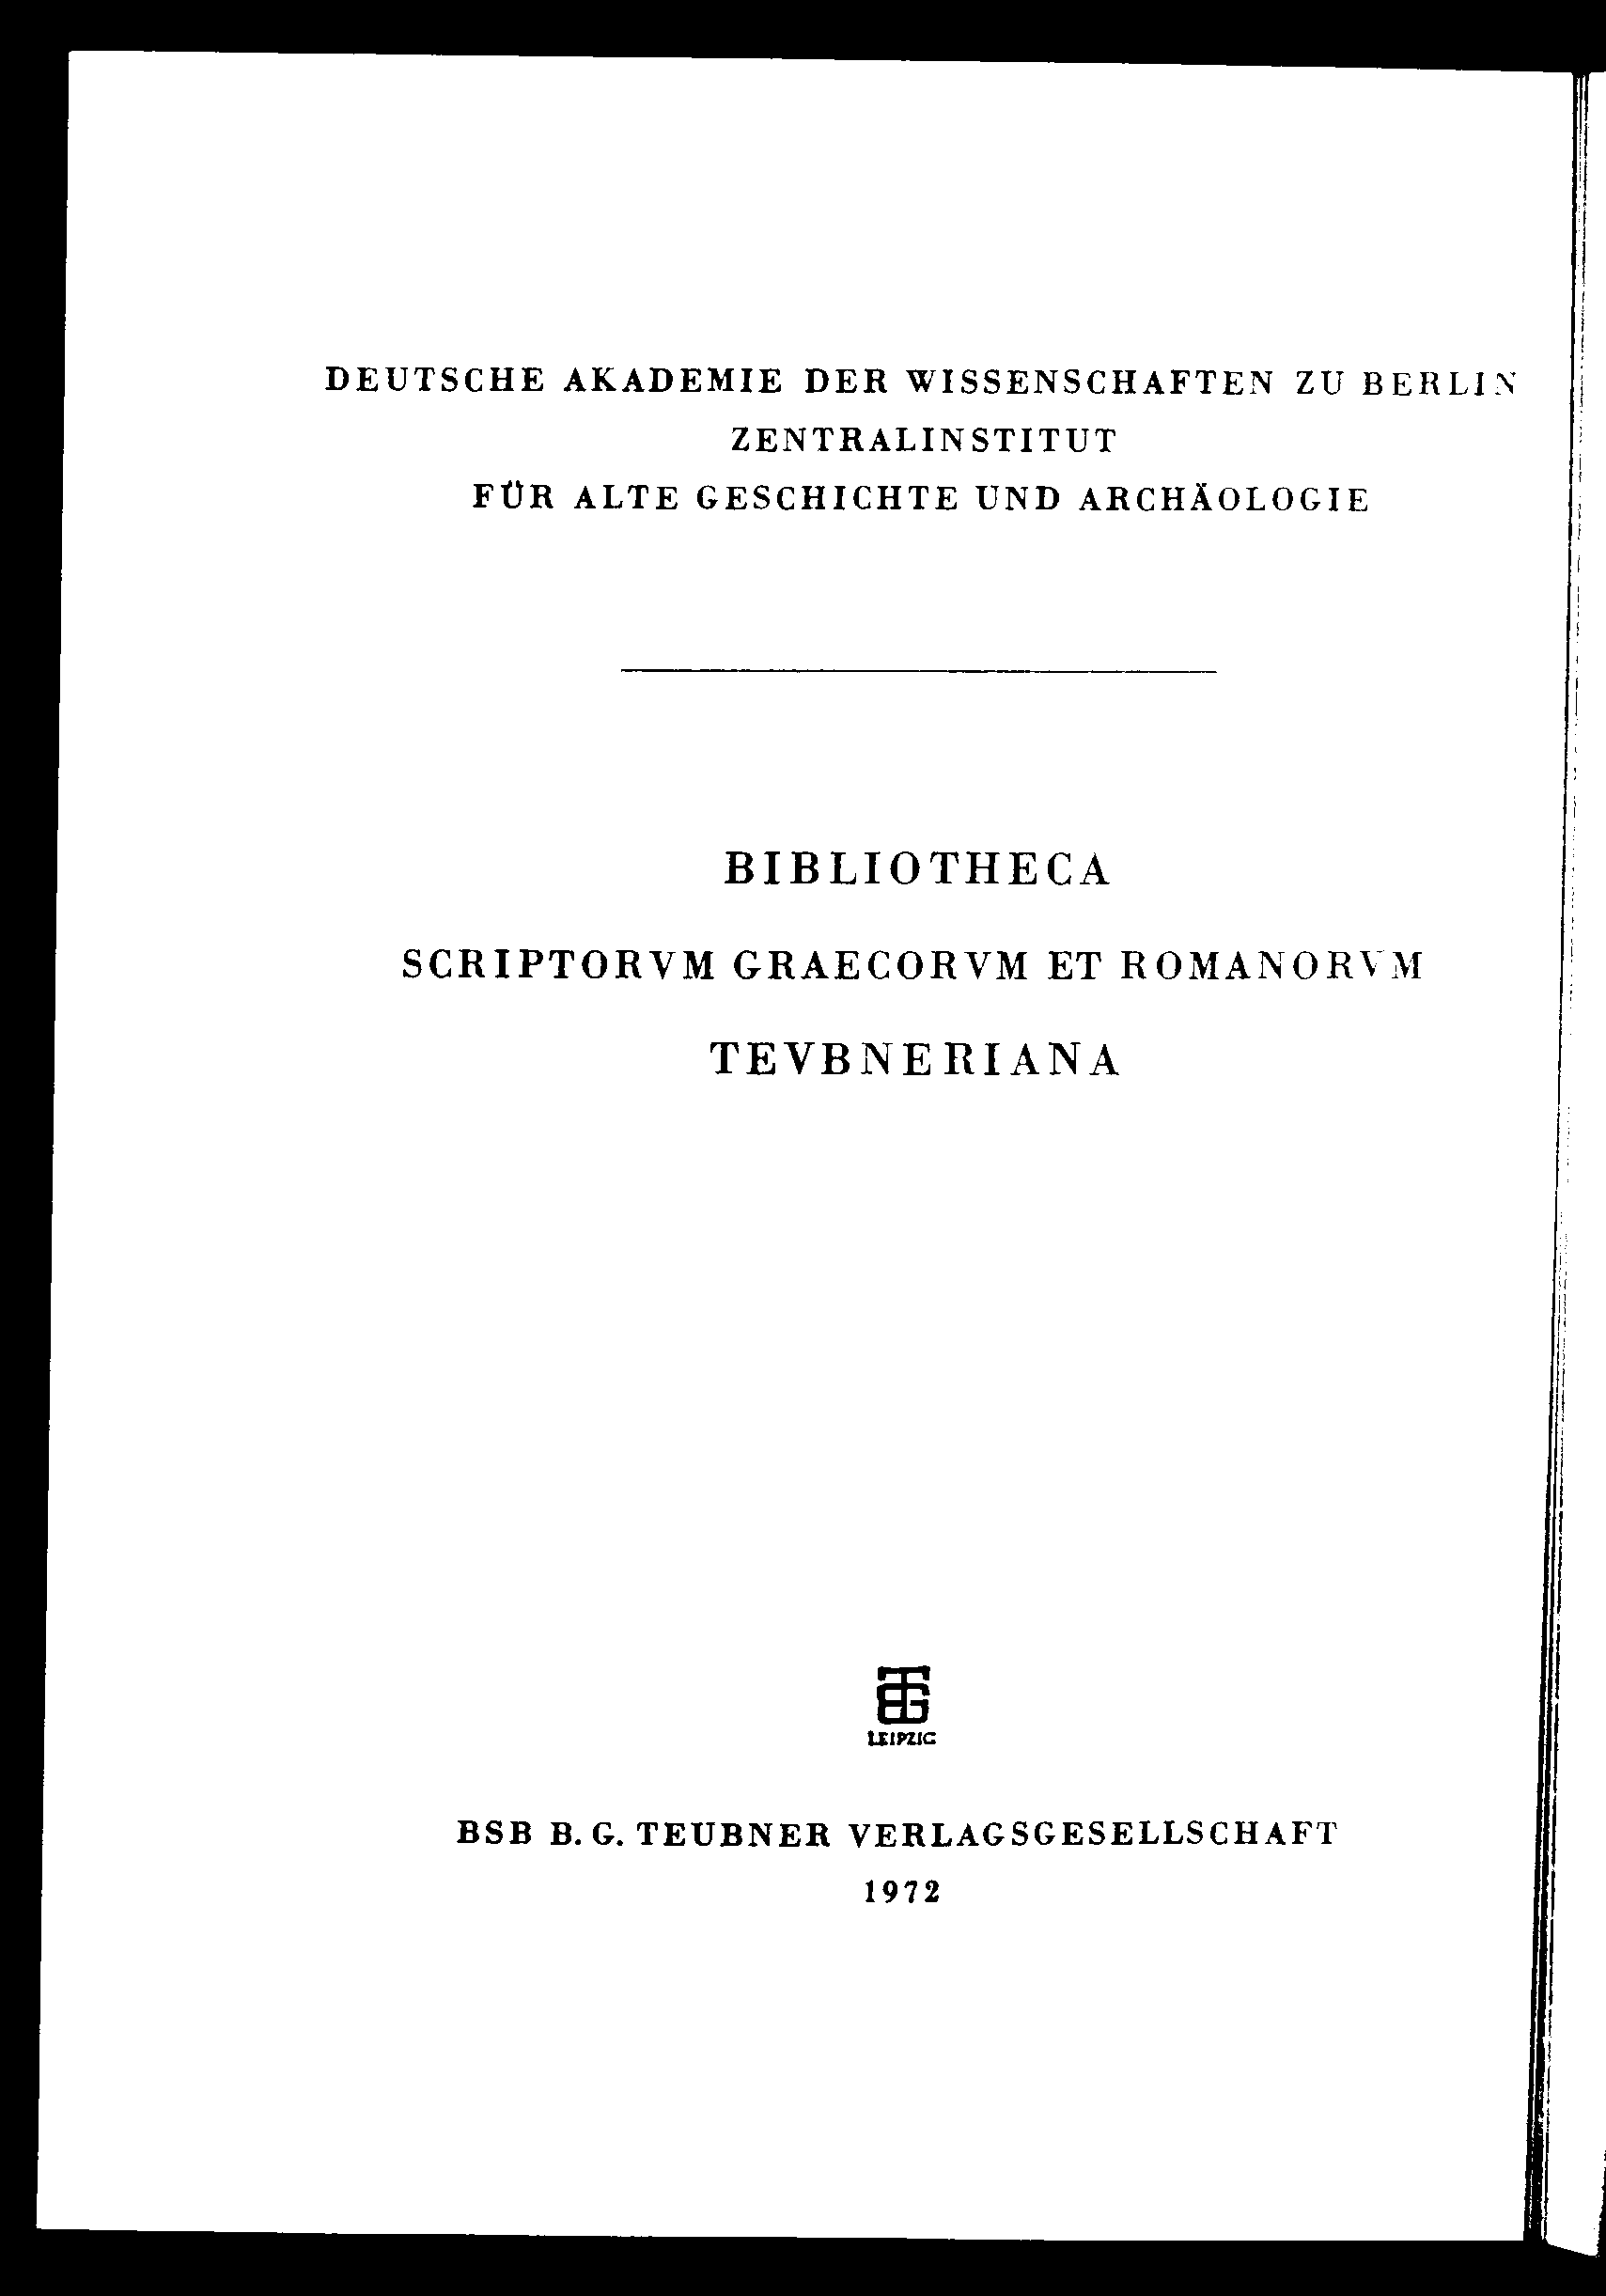 DEUTSCHE AKADEMIE DER WISSENSCHAFTEN ZU BERLIN
ZENTRALINSTITUT
FÜR ALTE GESCHICHTE UND ARCHÄOLOGIE
BIBLIOTHECA
SCRIPTORVM GRAECORVM ET ROMANORVM
TEVBNERIANA
LEIPZIG
BSB B. G. TEUBNER VERLAGSGESELLSCHAFT
1972